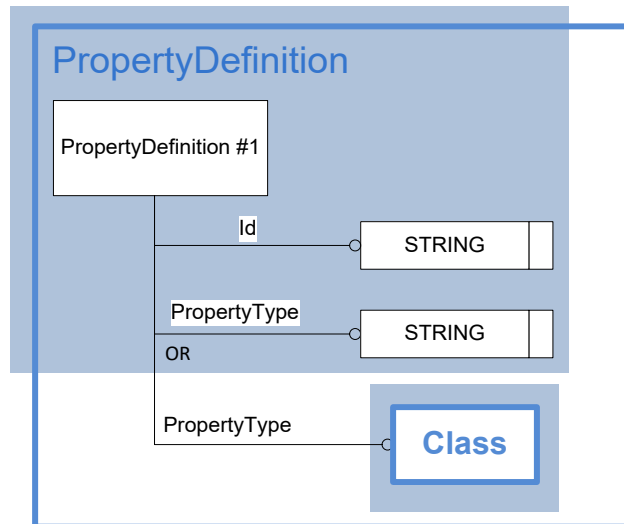 PropertyDefinition
PropertyDefinition #1
Id
STRING
PropertyType
STRING
OR
PropertyType
Class